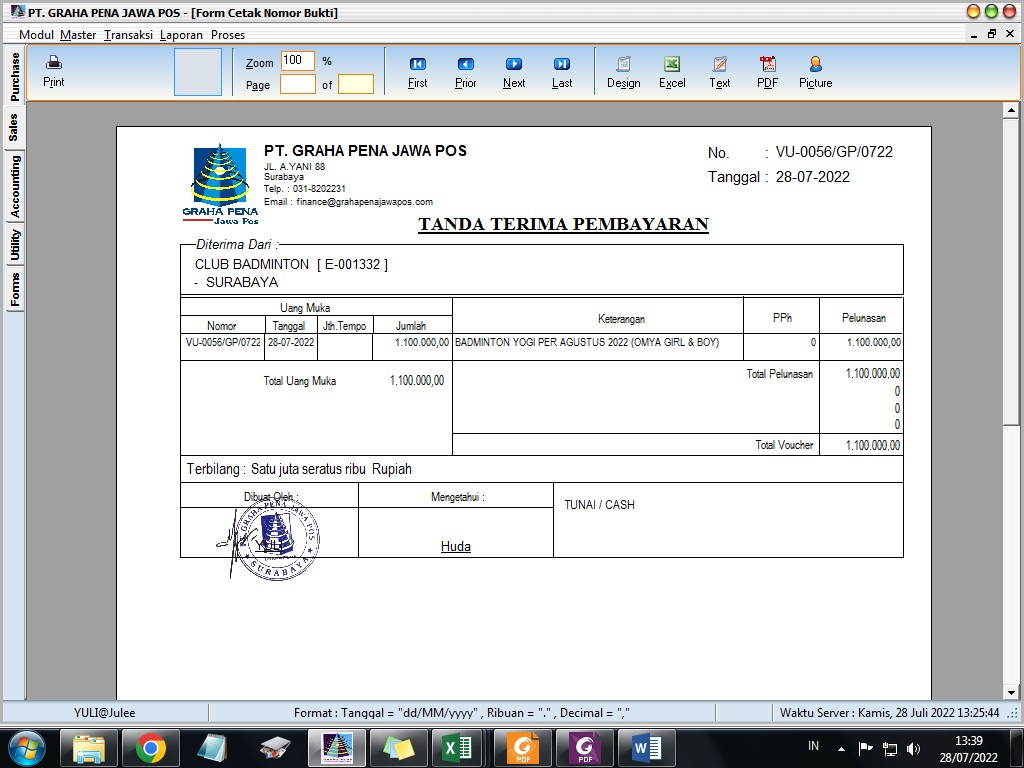 PT. GRAHA PENA JAWA POS - [Form Cetak Nomor Bukti]
Modul Master Transaksi Laporan Proses
Purchase
Sales
Accounting
Utility
Forms
Print
Zoom 100 %
Page of
First Prior Next Last Design Excel Text PDF Picture
GRAHA PENA
Jawa Pos
PT. GRAHA PENA JAWA POS
JL. A.YANI 88
Surabaya
Telp. : 031-8202231
Email : finance@grahapenajawapos.com
No. : VU-0056/GP/0722
Tanggal : 28-07-2022
TANDA TERIMA PEMBAYARAN
Diterima Dari :
CLUB BADMINTON [ E-001332 ]
- SURABAYA
Uang Muka Keterangan PPh Pelunasan
Nomor Tanggal Jth.Tempo Jumlah
VU-0056/GP/0722 28-07-2022 1.100.000,00 BADMINTON YOGI PER AGUSTUS 2022 (OMYA GIRL & BOY) 0 1.100.000,00
Total Uang Muka 1.100.000,00 Total Pelunasan 1.100.000,00
0
0
0
Total Voucher 1.100.000,00
Terbilang : Satu juta seratus ribu Rupiah
Dibuat Oleh : Mengetahui : TUNAI / CASH
PT. GRAHA PENA JAWA POS
SURABAYA
YULI
Huda
YULI@Julee Format : Tanggal = "dd/MM/yyyy" , Ribuan = "." , Decimal = "," Waktu Server : Kamis, 28 Juli 2022 13:25:44
PDF PDF IN 13:39
28/07/2022